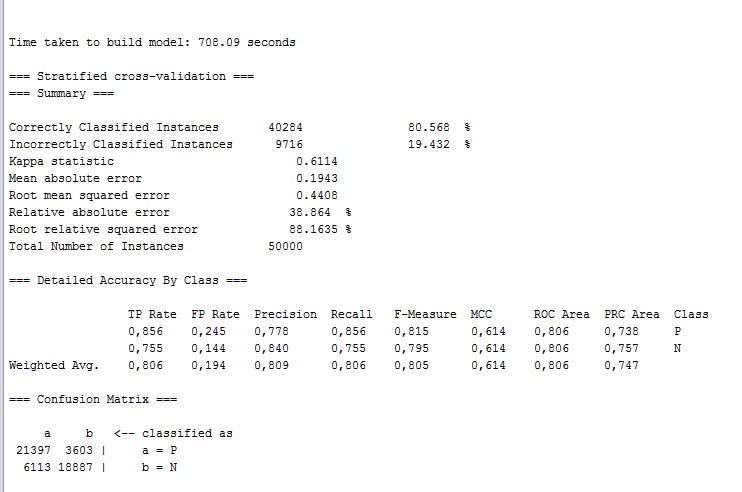 Time taken to build model: 708.09 seconds
=== Stratified cross-validation ===
=== Summary ===
Correctly Classified Instances 40284 80.568 %
Incorrectly Classified Instances 9716 19.432 %
Kappa statistic 0.6114
Mean absolute error 0.1943
Root mean squared error 0.4408
Relative absolute error 38.864 %
Root relative squared error 88.1635 %
Total Number of Instances 50000
=== Detailed Accuracy By Class ===
TP Rate FP Rate Precision Recall F-Measure MCC ROC Area PRC Area Class
0,856 0,245 0,778 0,856 0,815 0,614 0,806 0,738 P
0,755 0,144 0,840 0,755 0,795 0,614 0,806 0,757 N
Weighted Avg. 0,806 0,194 0,809 0,806 0,805 0,614 0,806 0,747
=== Confusion Matrix ===
a b <-- classified as
21397 3603 | a = P
6113 18887 | b = N